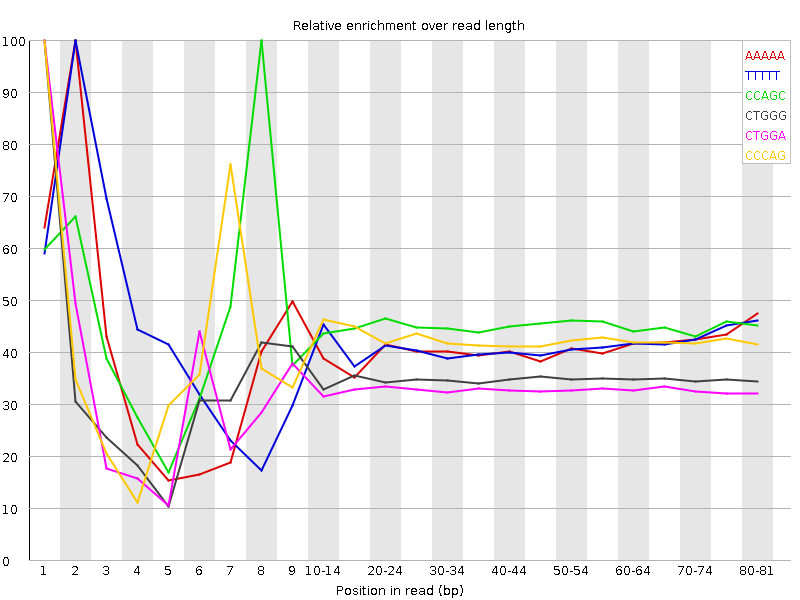 Relative enrichment over read length
100
90
80
70
60
50
40
30
20
10
0
AAAAA
TTTTT
CCAGC
CTGGG
CTGGA
CCCAG
1 2 3 4 5 6 7 8 9 10-14 20-24 30-34 40-44 50-54 60-64 70-74 80-81
Position in read (bp)